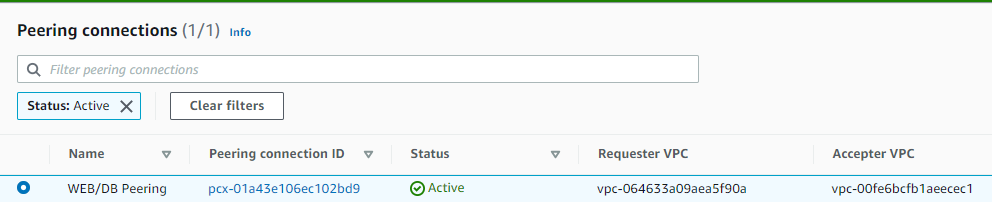 Peering connections (1/1) Info
Filter peering connections
Status: Active Clear filters
Name Peering connection ID Status Requester VPC Accepter VPC
WEB/DB Peering pcx-01a43e106ec102bd9 Active vpc-064633a09aea5f90a vpc-00fe6bcfb1aeecec1